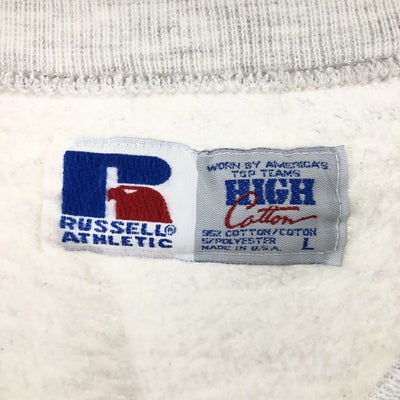 RUSSELL®
ATHLETIC
WORN BY AMERICA'S
TOP TEAMS
HIGH
Cotton
95% COTTON/COTON
5%POLYESTER
MADE IN U.S.A.
L